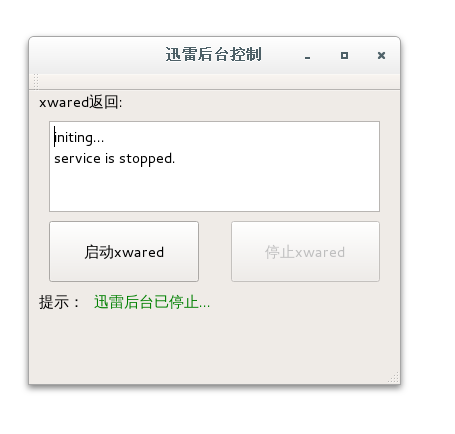 迅雷后台控制
xwared返回:
initing...
service is stopped.
启动xwared
停止xwared
提示： 迅雷后台已停止...